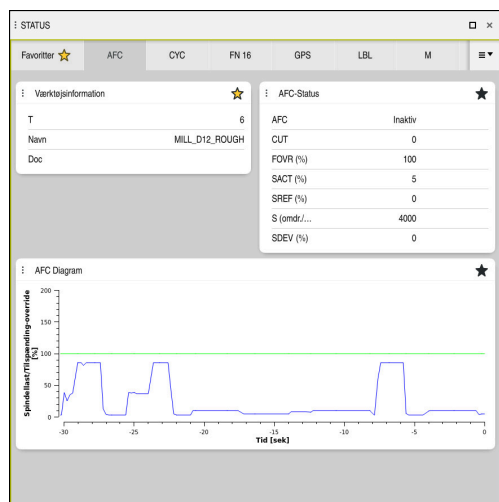 STATUS
Favoritter AFC CYC FN 16 GPS LBL M
Værktøjsinformation
T 6
Navn MILL_D12_ROUGH
Doc
AFC-Status
AFC Inaktiv
CUT 0
FOVR (%) 100
SACT (%) 5
SREF (%) 0
S (omdr./... 4000
SDEV (%) 0
AFC Diagram
Spindellast/Tilspænding-override
[%]
200
150
100
50
0
-30 -25 -20 -15 -10 -5 0
Tid [sek]